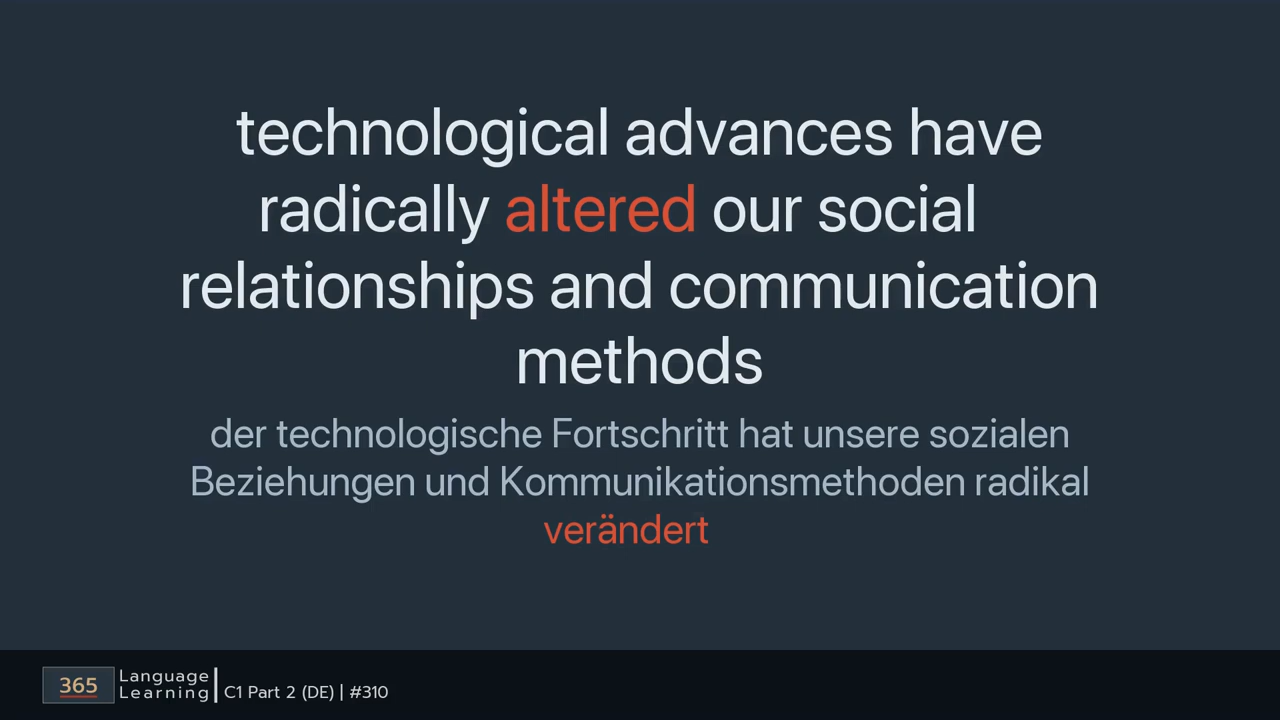 technological advances have
radically altered our social
relationships and communication
methods
der technologische Fortschritt hat unsere sozialen
Beziehungen und Kommunikationsmethoden radikal
verändert
365 Language
Learning
C1 Part 2 (DE) | #310